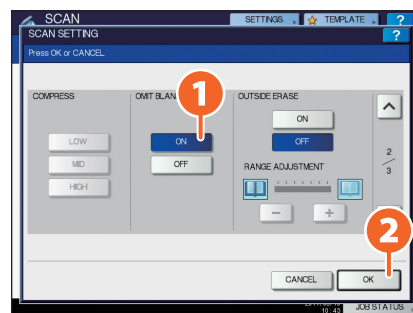 SCAN
SETTINGS
TEMPLATE
?
SCAN SETTING
?
Press OK or CANCEL
COMPRESS
OMIT BLAN
OUTSIDE ERASE
1
ON
LOW
ON
OFF
MID
OFF
RANGE ADJUSTMENT
HIGH
2
3
-
+
2
CANCEL
OK
10:43
JOB STATUS